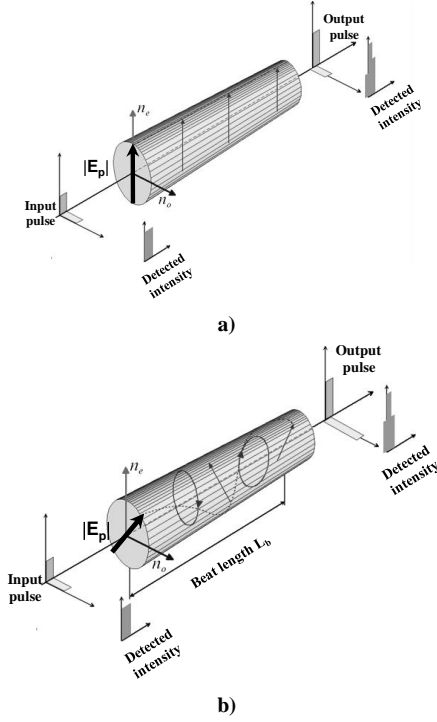 Output
pulse
Detected
intensity
n_e
|E_p|
n_o
Input
pulse
Detected
intensity
a)
Output
pulse
Detected
intensity
n_e
|E_p|
n_o
Input
pulse
Beat length L_b
Detected
intensity
b)